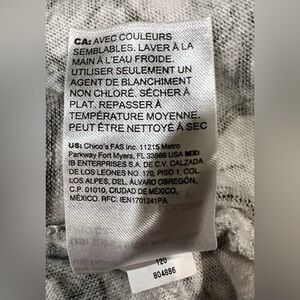 CA: AVEC COULEURS
SEMBLABLES. LAVER À LA
MAIN À L'EAU FROIDE.
UTILISER SEULEMENT UN
AGENT DE BLANCHIMENT
NON CHLORÉ. SÉCHER À
PLAT. REPASSER À
TEMPÉRATURE MOYENNE.
PEUT ÊTRE NETTOYÉ À SEC
US: Chico's FAS Inc. 11215 Metro
Parkway Fort Myers, FL 33966 USA MX:
IB ENTERPRISES S.A. DE C.V. CALZADA
DE LOS LEONES NO. 170, PISO 1, COL.
LOS ALPES, DEL. ÁLVARO OBREGÓN,
C.P. 01010, CIUDAD DE MÉXICO,
MÉXICO. RFC. IEN1701241PA
120
804886